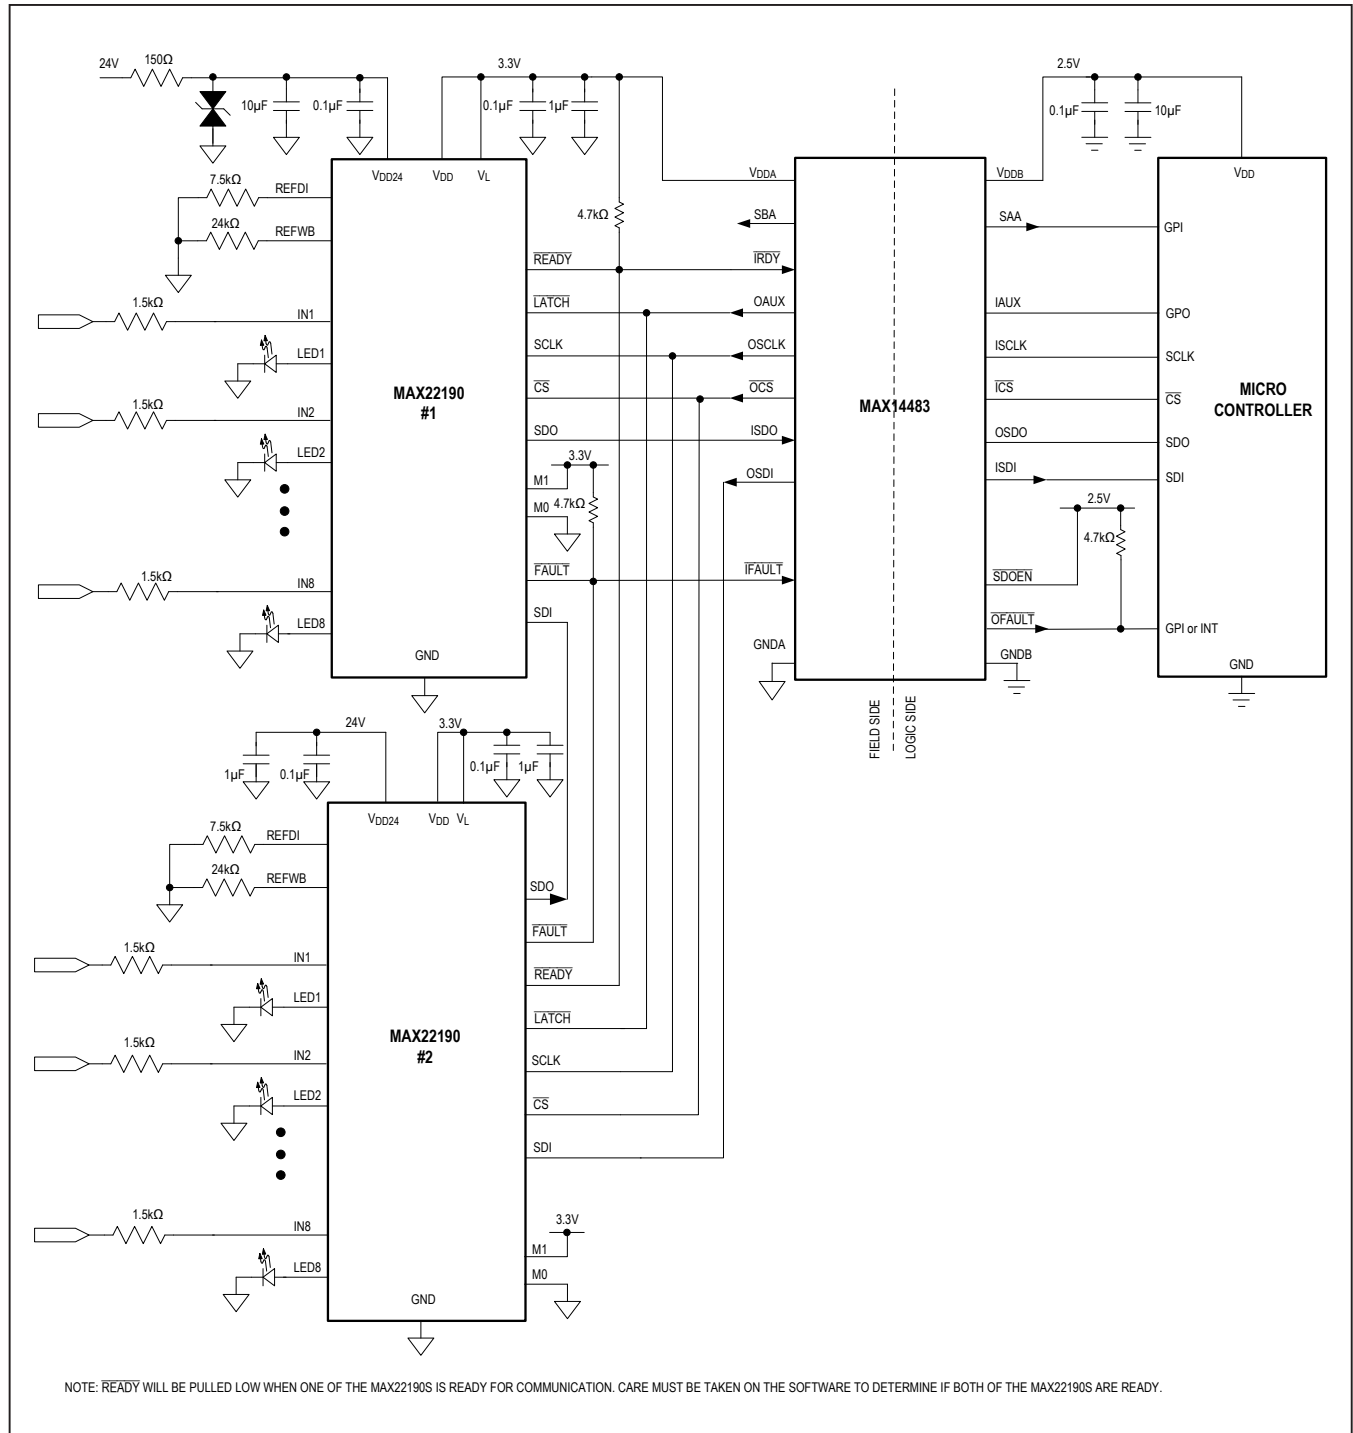 24V
150Ω
10µF
0.1µF
3.3V
0.1µF
1µF
2.5V
0.1µF
10µF
VDD24
VDD
VL
7.5kΩ
REFDI
24kΩ
REFWB
4.7kΩ
READY
LATCH
SCLK
CS
SDO
3.3V
M1
M0
4.7kΩ
FAULT
SDI
1.5kΩ
IN1
LED1
1.5kΩ
IN2
LED2
1.5kΩ
IN8
LED8
MAX22190
#1
GND
VDDA
SBA
IRDY
OAUX
OSCLK
OCS
ISDO
OSDI
IFAULT
GNDA
MAX14483
VDDB
SAA
IAUX
ISCLK
ICS
OSDO
ISDI
2.5V
4.7kΩ
SDOEN
OFAULT
GNDB
FIELD SIDE
LOGIC SIDE
VDD
GPI
GPO
SCLK
CS
SDO
SDI
GPI or INT
GND
MICRO
CONTROLLER
24V
1µF
0.1µF
3.3V
0.1µF
1µF
VDD24
VDD
VL
7.5kΩ
REFDI
24kΩ
REFWB
SDO
FAULT
READY
LATCH
SCLK
CS
SDI
3.3V
M1
M0
1.5kΩ
IN1
LED1
1.5kΩ
IN2
LED2
1.5kΩ
IN8
LED8
MAX22190
#2
GND
NOTE: READY WILL BE PULLED LOW WHEN ONE OF THE MAX22190S IS READY FOR COMMUNICATION. CARE MUST BE TAKEN ON THE SOFTWARE TO DETERMINE IF BOTH OF THE MAX22190S ARE READY.